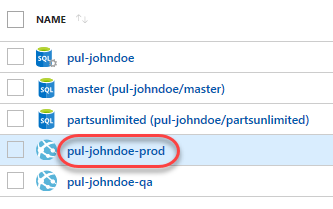 NAME
SQL pul-johndoe
SQL master (pul-johndoe/master)
SQL partsunlimited (pul-johndoe/partsunlimited)
pul-johndoe-prod
pul-johndoe-qa